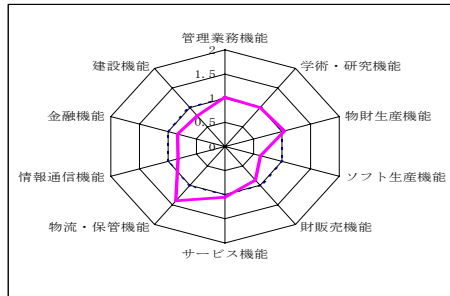 管理業務機能
2
建設機能
学術・研究機能
1.5
金融機能
1
物財生産機能
0.5
0
情報通信機能
ソフト生産機能
物流・保管機能
財販売機能
サービス機能